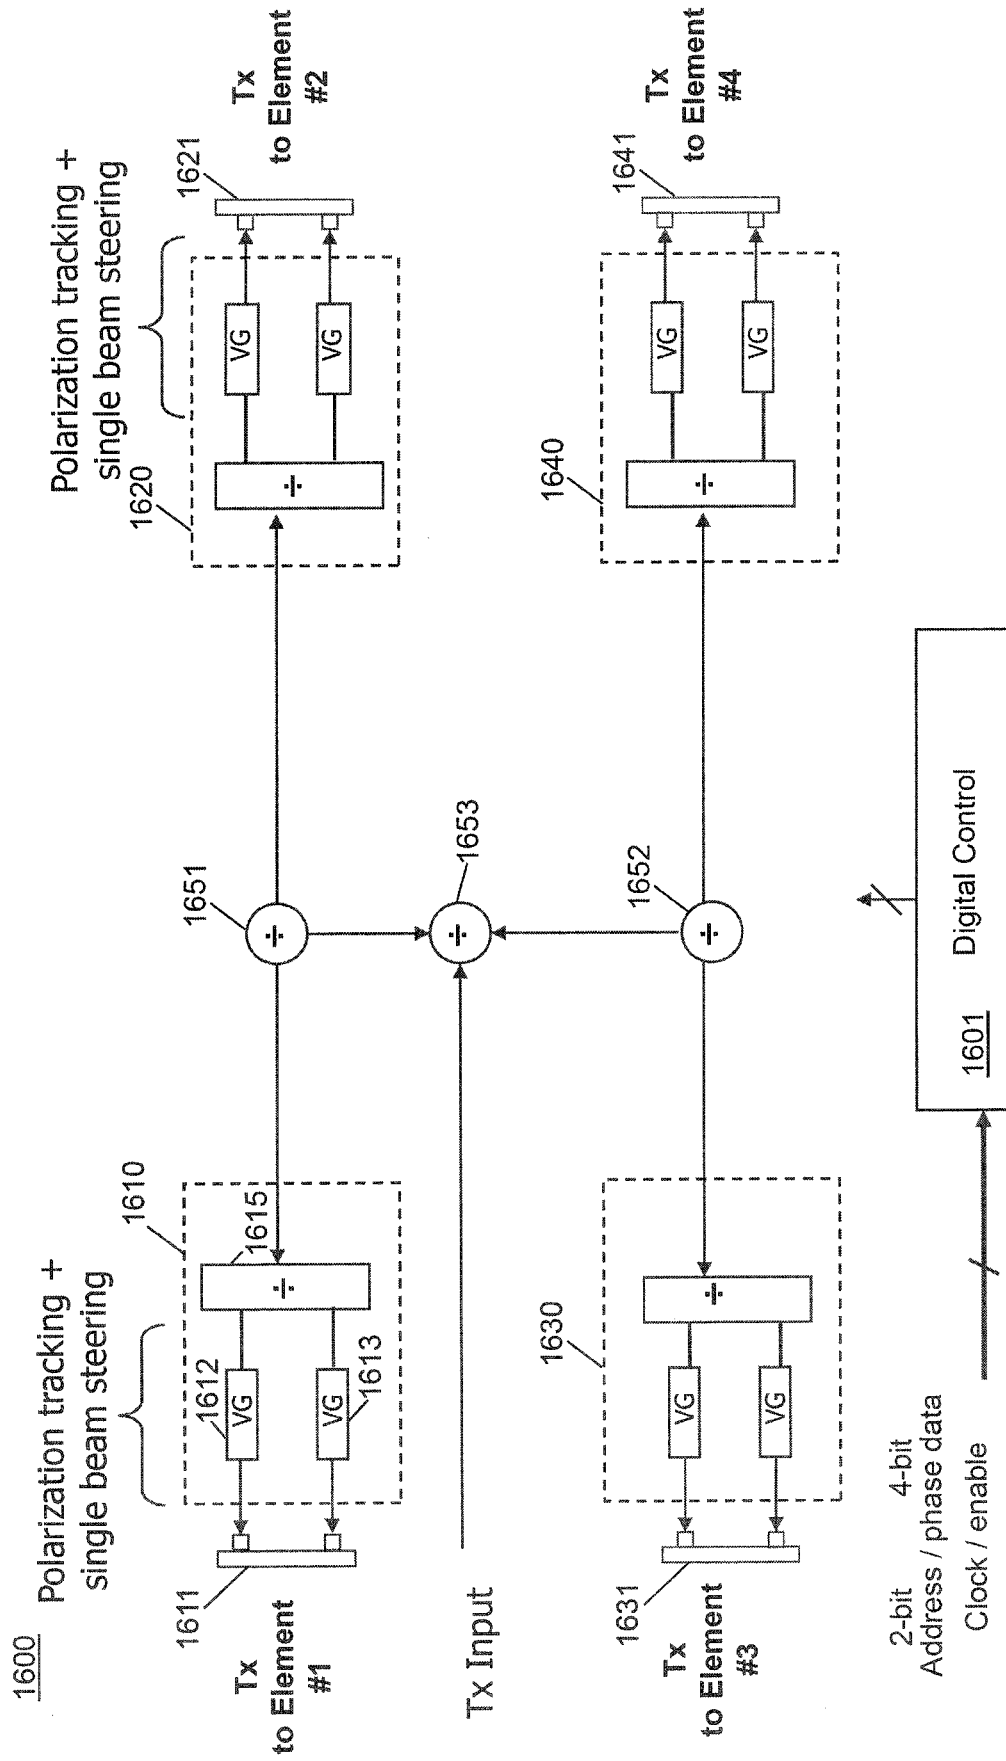 1600
Polarization tracking +
single beam steering
Polarization tracking +
single beam steering
1611
1612
VG
VG
1613
1610
1615
÷
Tx
to Element
#1
1651
÷
1620
÷
VG
VG
1621
Tx
to Element
#2
Tx Input
÷
1653
1631
VG
VG
1630
÷
Tx
to Element
#3
1652
÷
1640
÷
VG
VG
1641
Tx
to Element
#4
2-bit 4-bit
Address / phase data
Clock / enable
1601
Digital Control